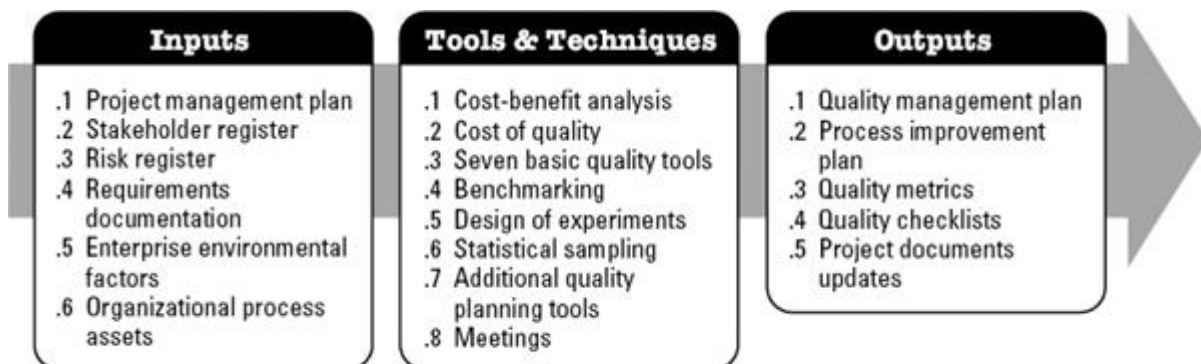 Inputs
.1 Project management plan
.2 Stakeholder register
.3 Risk register
.4 Requirements
documentation
.5 Enterprise environmental
factors
.6 Organizational process
assets
Tools & Techniques
.1 Cost-benefit analysis
.2 Cost of quality
.3 Seven basic quality tools
.4 Benchmarking
.5 Design of experiments
.6 Statistical sampling
.7 Additional quality
planning tools
.8 Meetings
Outputs
.1 Quality management plan
.2 Process improvement
plan
.3 Quality metrics
.4 Quality checklists
.5 Project documents
updates